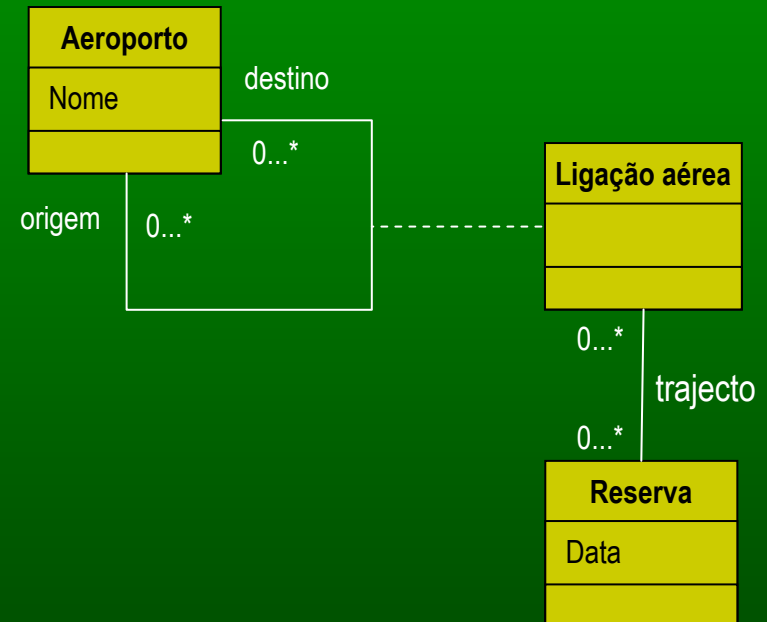 Aeroporto
Nome
destino
0...*
origem
0...*
Ligação aérea
0...*
trajecto
0...*
Reserva
Data